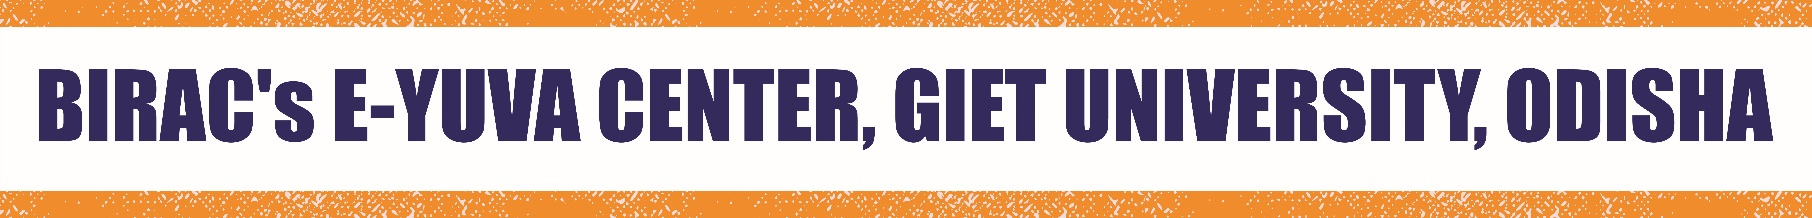 BIRAC's E-YUVA CENTER, GIET UNIVERSITY, ODISHA